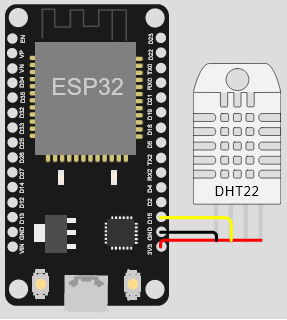 EN
VP
VN
D34
D35
D32
D33
D25
D26
D27
D14
D12
D13
GND
VIN
ESP32
D23
D22
TX0
RX0
D21
D19
D18
D5
TX2
RX2
D4
D2
D15
GND
3V3
DHT22